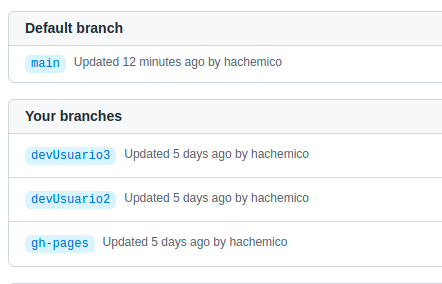 Default branch
main Updated 12 minutes ago by hachemico
Your branches
devUsuario3 Updated 5 days ago by hachemico
devUsuario2 Updated 5 days ago by hachemico
gh-pages Updated 5 days ago by hachemico